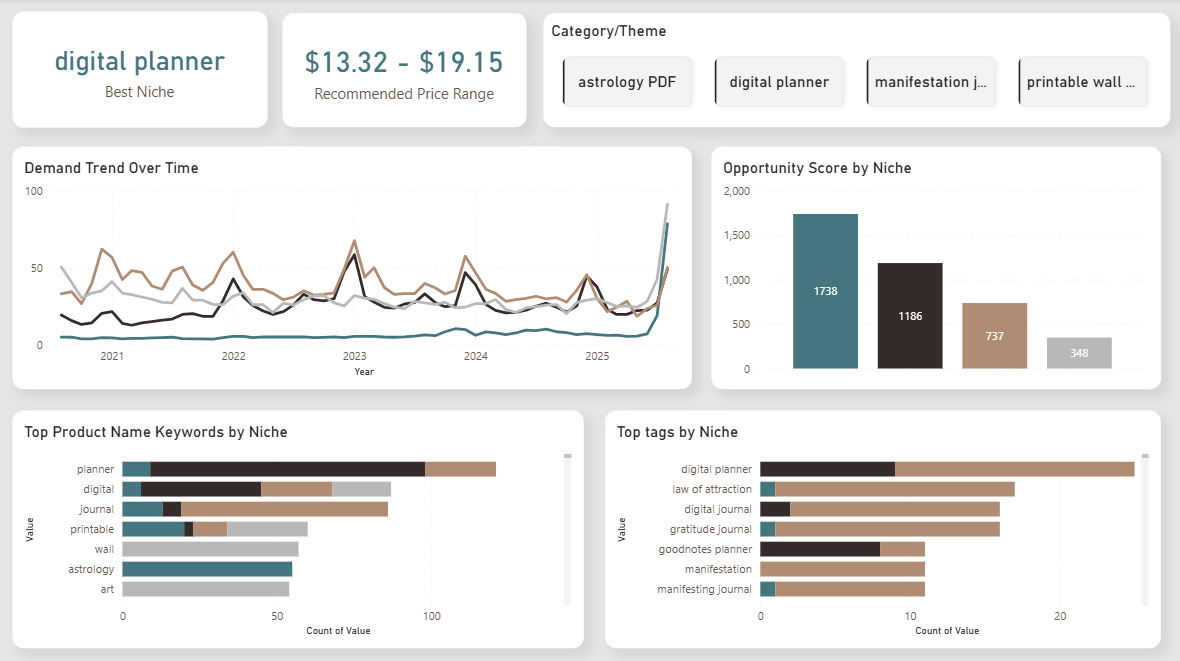 digital planner
Best Niche
$13.32 - $19.15
Recommended Price Range
Category/Theme
astrology PDF
digital planner
manifestation j...
printable wall ...
Demand Trend Over Time
100
50
0
2021 2022 2023 2024 2025
Year
Opportunity Score by Niche
2,000
1,500
1,000
500
0
1738
1186
737
348
Top Product Name Keywords by Niche
Value
planner
digital
journal
printable
wall
astrology
art
0 50 100
Count of Value
Top tags by Niche
Value
digital planner
law of attraction
digital journal
gratitude journal
goodnotes planner
manifestation
manifesting journal
0 10 20
Count of Value